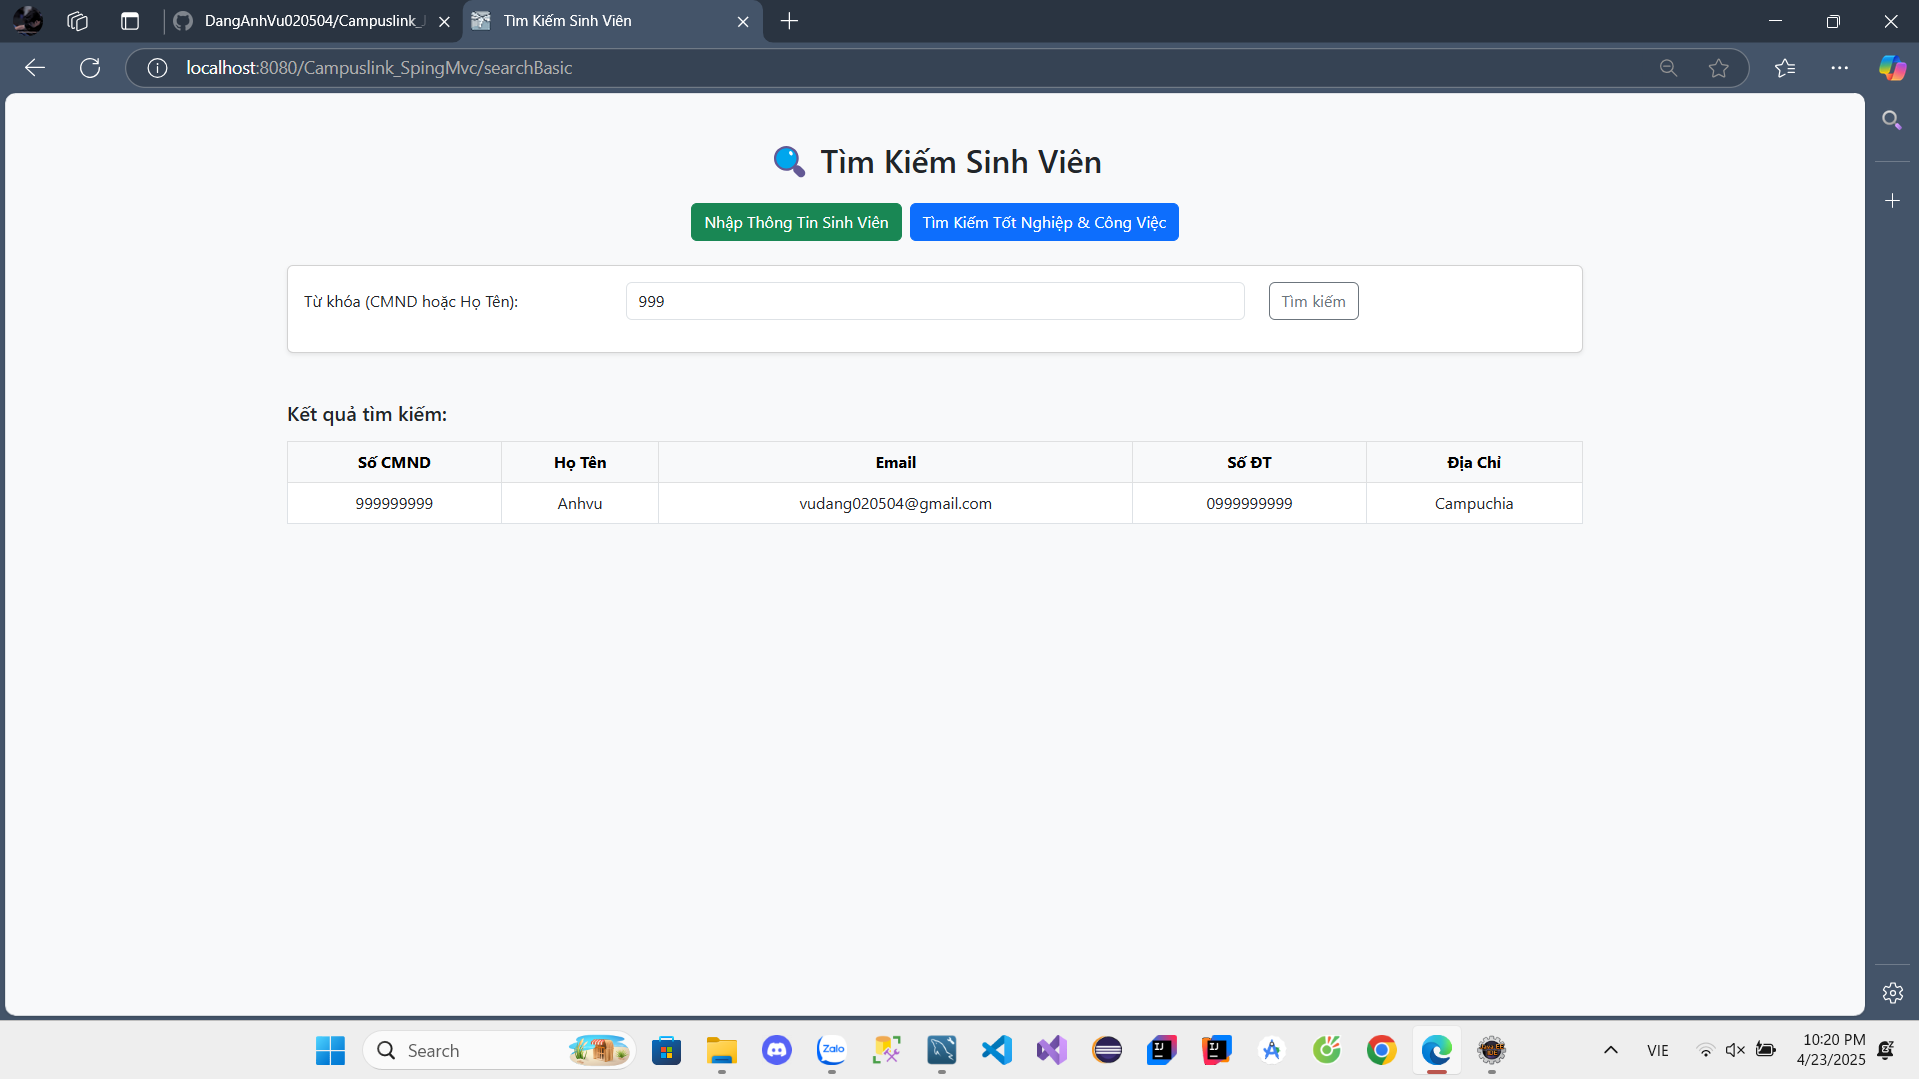 DangAnhVu020504/Campuslink_
Tìm Kiếm Sinh Viên
localhost:8080/Campuslink_SpingMvc/searchBasic
Tìm Kiếm Sinh Viên
Nhập Thông Tin Sinh Viên
Tìm Kiếm Tốt Nghiệp & Công Việc
Từ khóa (CMND hoặc Họ Tên):
999
Tìm kiếm
Kết quả tìm kiếm:
Số CMND Họ Tên Email Số ĐT Địa Chỉ
999999999 Anhvu vudang020504@gmail.com 0999999999 Campuchia
Search
Zalo
VIE
10:20 PM
4/23/2025